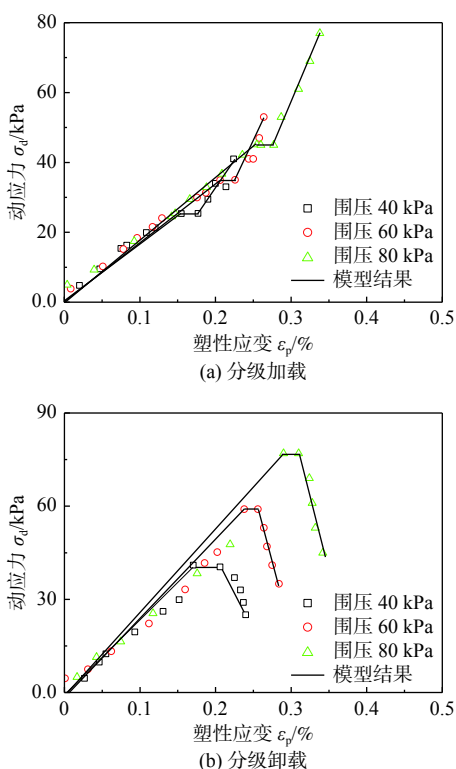 80
60
40
20
0.0
0
0.1
0.2
0.3
0.4
0.5
动应力 σd/kPa
围压 40 kPa
围压 60 kPa
围压 80 kPa
模型结果
塑性应变 εp/%
(a) 分级加载
90
60
30
0.0
0
0.1
0.2
0.3
0.4
0.5
动应力 σd/kPa
围压 40 kPa
围压 60 kPa
围压 80 kPa
模型结果
塑性应变 εp/%
(b) 分级卸载